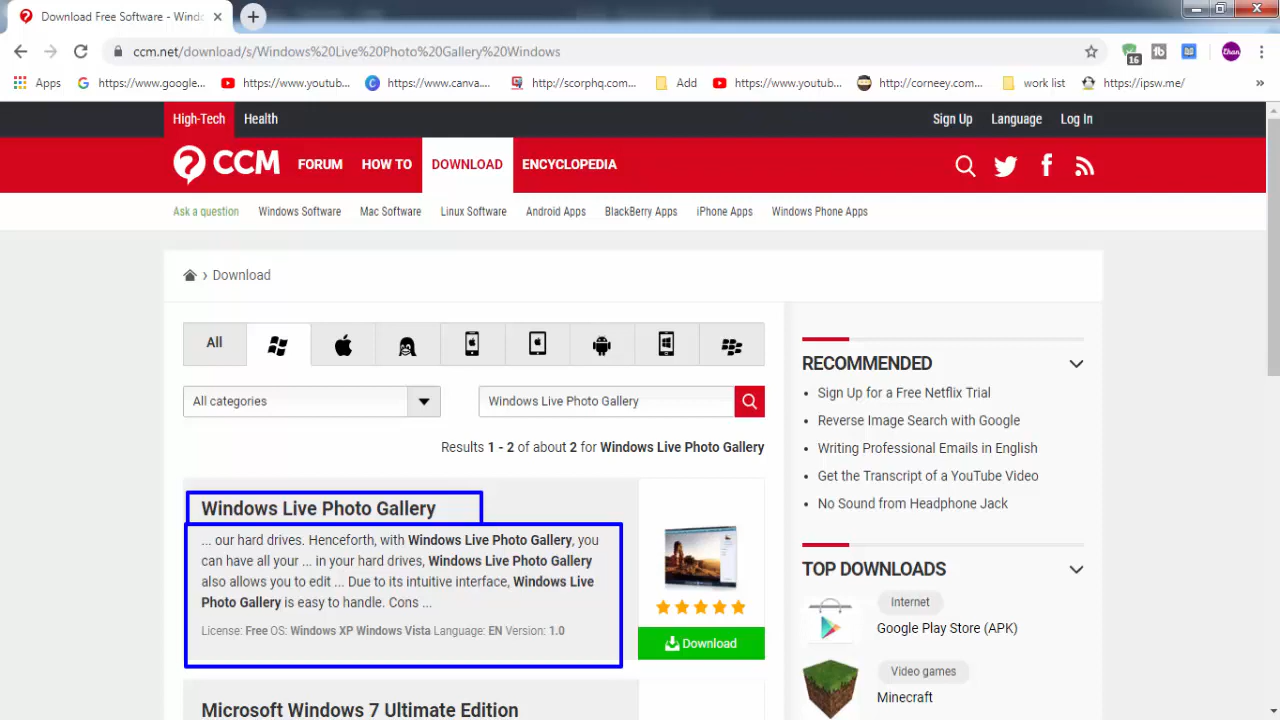 Download Free Software - Windo
ccm.net/download/s/Windows%20Live%20Photo%20Gallery%20Windows
16
Apps
https://www.google...
https://www.youtub...
https://www.canva....
http://scorphq.com...
Add
https://www.youtub...
http://corneey.com...
work list
https://ipsw.me/
»
High-Tech
Health
Sign Up
Language
Log In
CCM
FORUM
HOW TO
DOWNLOAD
ENCYCLOPEDIA
Ask a question
Windows Software
Mac Software
Linux Software
Android Apps
BlackBerry Apps
iPhone Apps
Windows Phone Apps
› Download
All
All categories
Windows Live Photo Gallery
Results 1 - 2 of about 2 for Windows Live Photo Gallery
Windows Live Photo Gallery
... our hard drives. Henceforth, with Windows Live Photo Gallery, you
can have all your ... in your hard drives, Windows Live Photo Gallery
also allows you to edit ... Due to its intuitive interface, Windows Live
Photo Gallery is easy to handle. Cons ...
License: Free OS: Windows XP Windows Vista Language: EN Version: 1.0
Download
Microsoft Windows 7 Ultimate Edition
RECOMMENDED
• Sign Up for a Free Netflix Trial
• Reverse Image Search with Google
• Writing Professional Emails in English
• Get the Transcript of a YouTube Video
• No Sound from Headphone Jack
TOP DOWNLOADS
Internet
Google Play Store (APK)
Video games
Minecraft